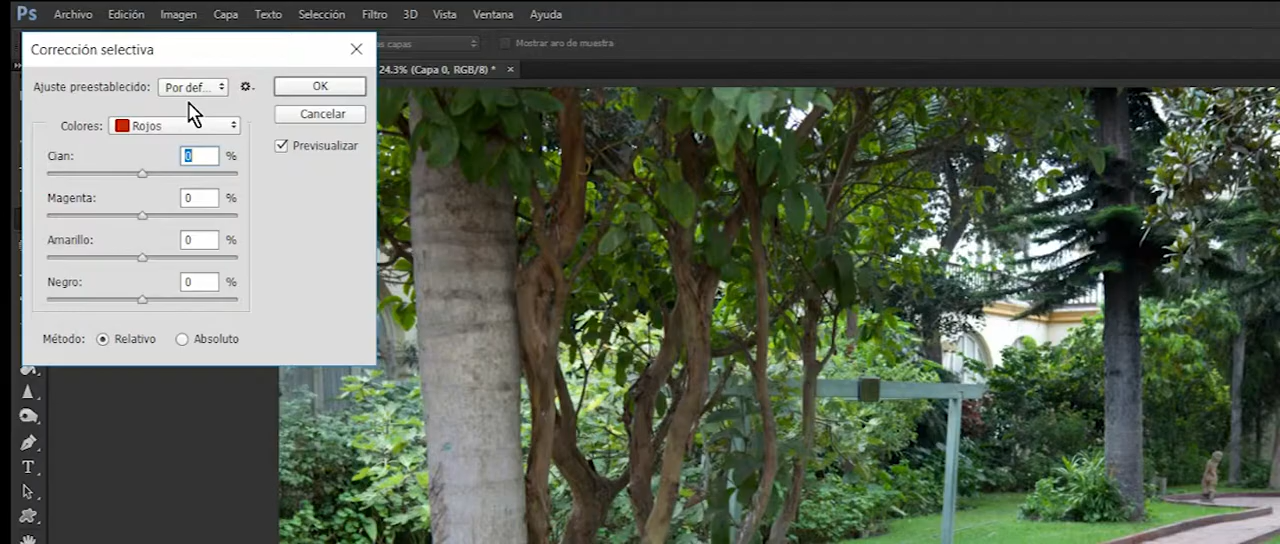 Ps Archivo Edición Imagen Capa Texto Selección Filtro 3D Vista Ventana Ayuda
as capas Mostrar aro de muestra
Corrección selectiva
24.3% (Capa 0, RGB/8) * ×
Ajuste preestablecido: Por def... OK
Colores: Rojos Cancelar
Cian: 0 % Previsualizar
Magenta: 0 %
Amarillo: 0 %
Negro: 0 %
Método: Relativo Absoluto
T